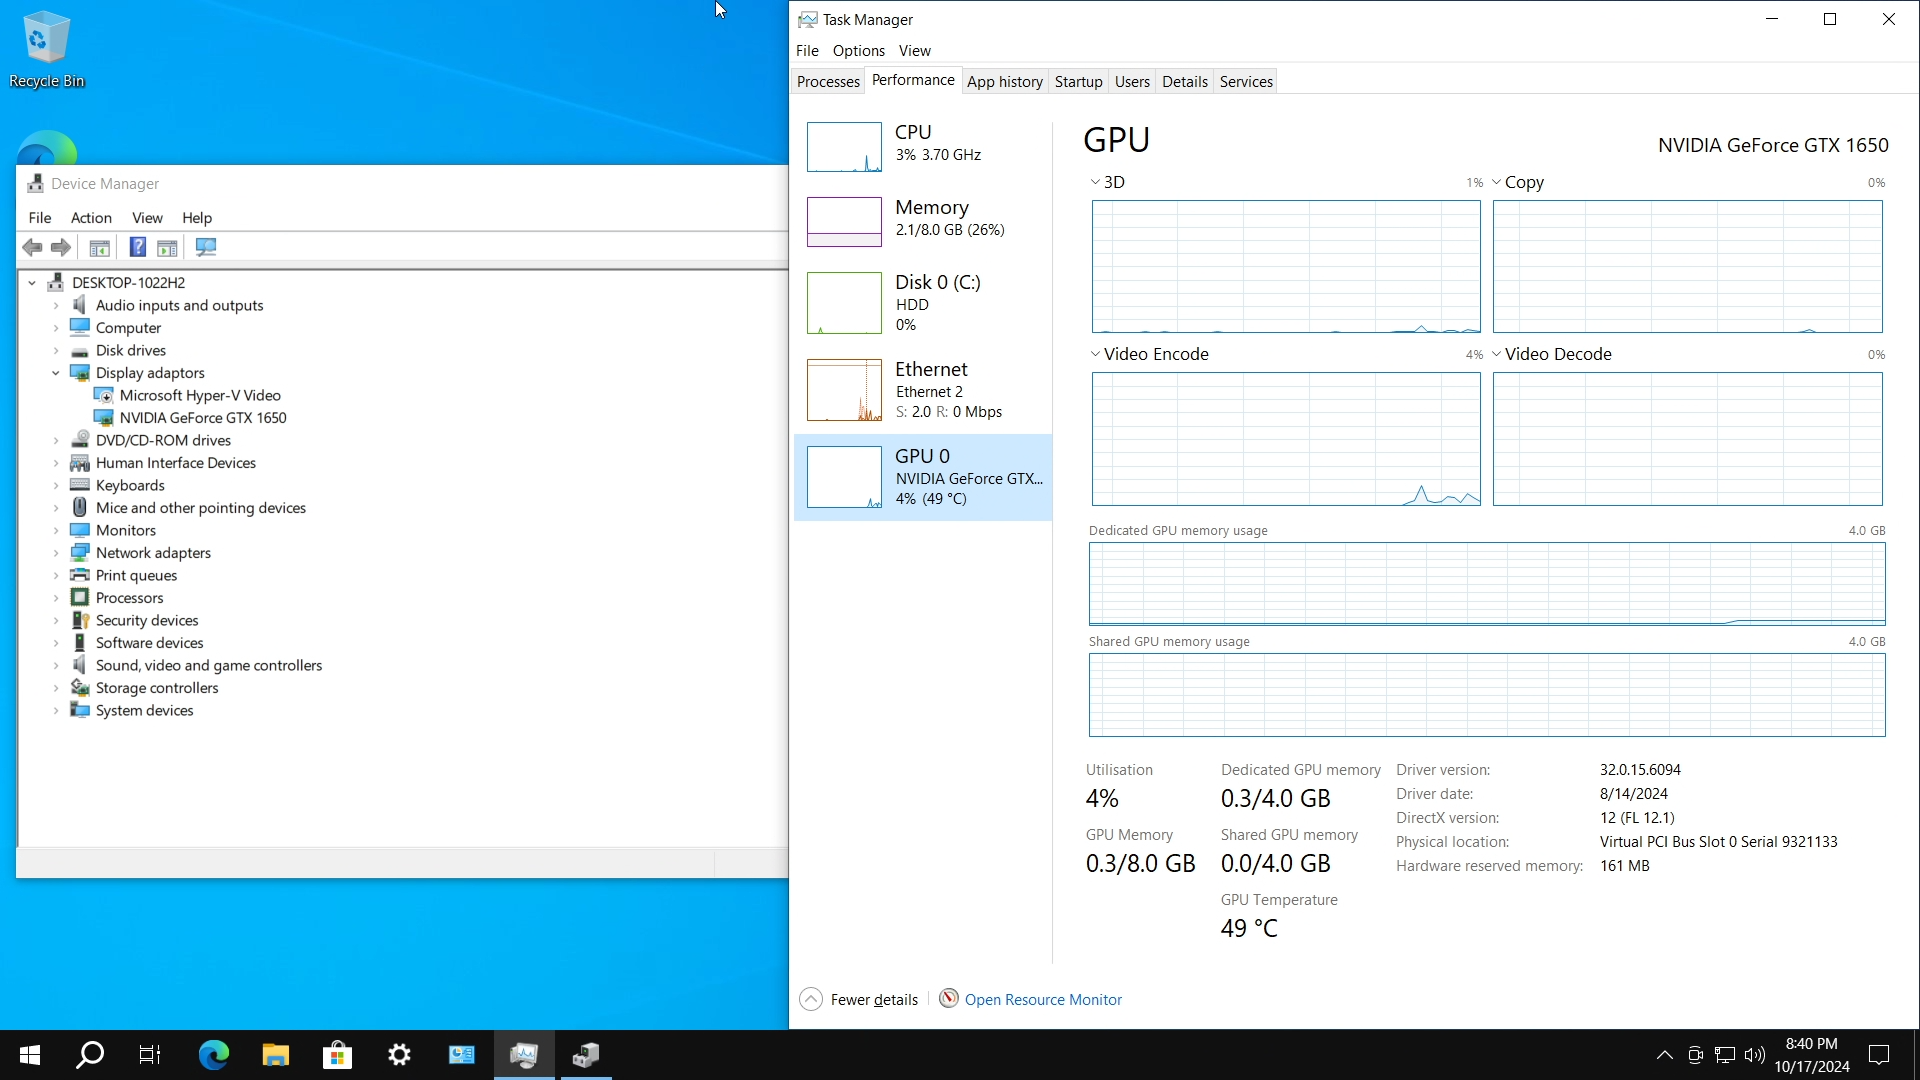 Recycle Bin
Device Manager
File Action View Help
DESKTOP-1022H2
Audio inputs and outputs
Computer
Disk drives
Display adaptors
Microsoft Hyper-V Video
NVIDIA GeForce GTX 1650
DVD/CD-ROM drives
Human Interface Devices
Keyboards
Mice and other pointing devices
Monitors
Network adapters
Print queues
Processors
Security devices
Software devices
Sound, video and game controllers
Storage controllers
System devices
Task Manager
File Options View
Processes Performance App history Startup Users Details Services
CPU
3% 3.70 GHz
Memory
2.1/8.0 GB (26%)
Disk 0 (C:)
HDD
0%
Ethernet
Ethernet 2
S: 2.0 R: 0 Mbps
GPU 0
NVIDIA GeForce GTX...
4% (49 °C)
GPU
NVIDIA GeForce GTX 1650
3D 1% Copy 0%
Video Encode 4% Video Decode 0%
Dedicated GPU memory usage 4.0 GB
Shared GPU memory usage 4.0 GB
Utilisation
4%
GPU Memory
0.3/8.0 GB
Dedicated GPU memory
0.3/4.0 GB
Shared GPU memory
0.0/4.0 GB
GPU Temperature
49 °C
Driver version: 32.0.15.6094
Driver date: 8/14/2024
DirectX version: 12 (FL 12.1)
Physical location: Virtual PCI Bus Slot 0 Serial 9321133
Hardware reserved memory: 161 MB
Fewer details
Open Resource Monitor
8:40 PM
10/17/2024